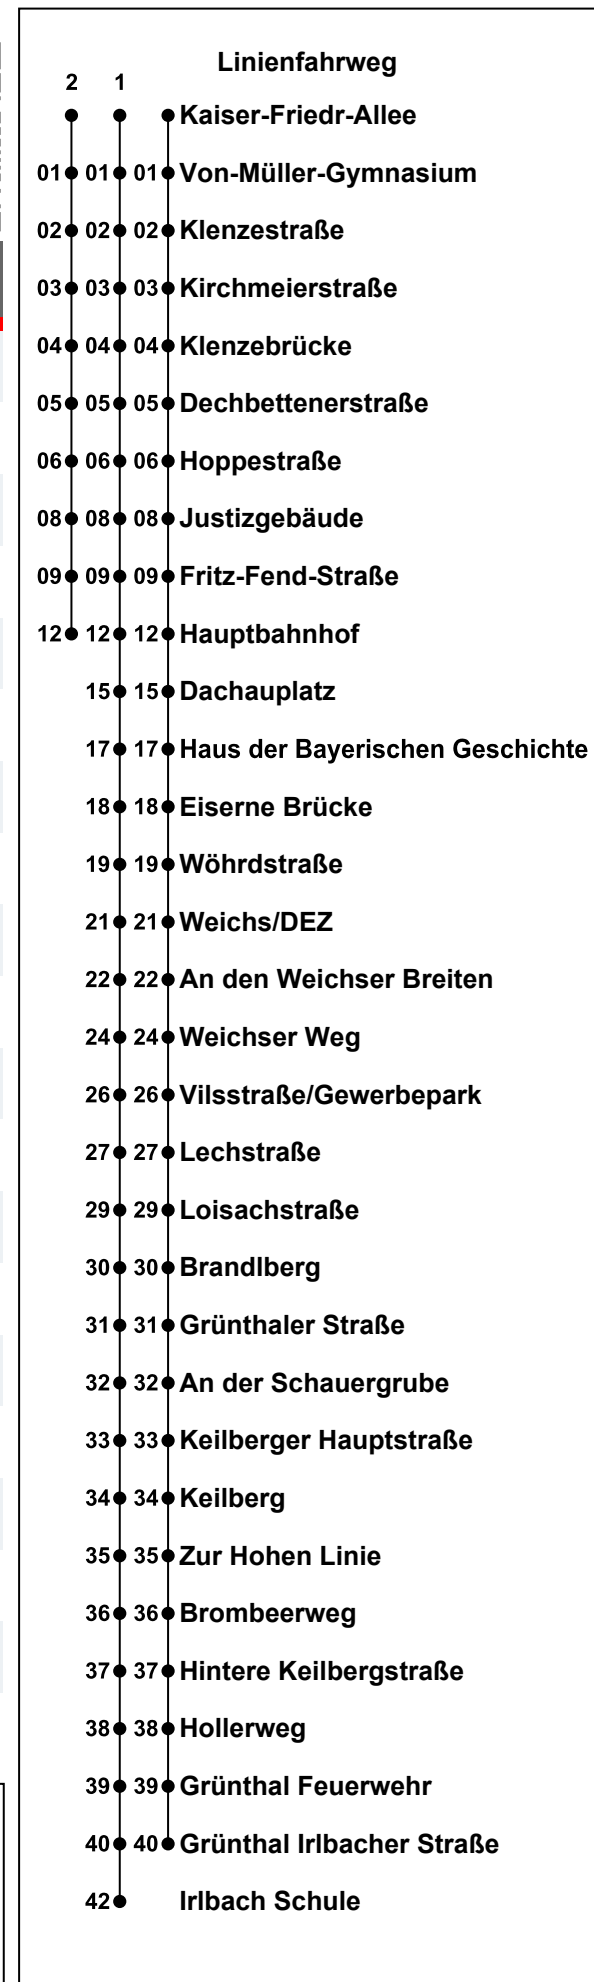 Linienfahrweg
2 1
Kaiser-Friedr-Allee
01 01 01 Von-Müller-Gymnasium
02 02 02 Klenzestraße
03 03 03 Kirchmeierstraße
04 04 04 Klenzebrücke
05 05 05 Dechbettenerstraße
06 06 06 Hoppestraße
08 08 08 Justizgebäude
09 09 09 Fritz-Fend-Straße
12 12 12 Hauptbahnhof
15 15 Dachauplatz
17 17 Haus der Bayerischen Geschichte
18 18 Eiserne Brücke
19 19 Wöhrdstraße
21 21 Weichs/DEZ
22 22 An den Weichser Breiten
24 24 Weichser Weg
26 26 Vilsstraße/Gewerbepark
27 27 Lechstraße
29 29 Loisachstraße
30 30 Brandlberg
31 31 Grünthaler Straße
32 32 An der Schauergrube
33 33 Keilberger Hauptstraße
34 34 Keilberg
35 35 Zur Hohen Linie
36 36 Brombeerweg
37 37 Hintere Keilbergstraße
38 38 Hollerweg
39 39 Grünthal Feuerwehr
40 40 Grünthal Irlbacher Straße
42 Irlbach Schule